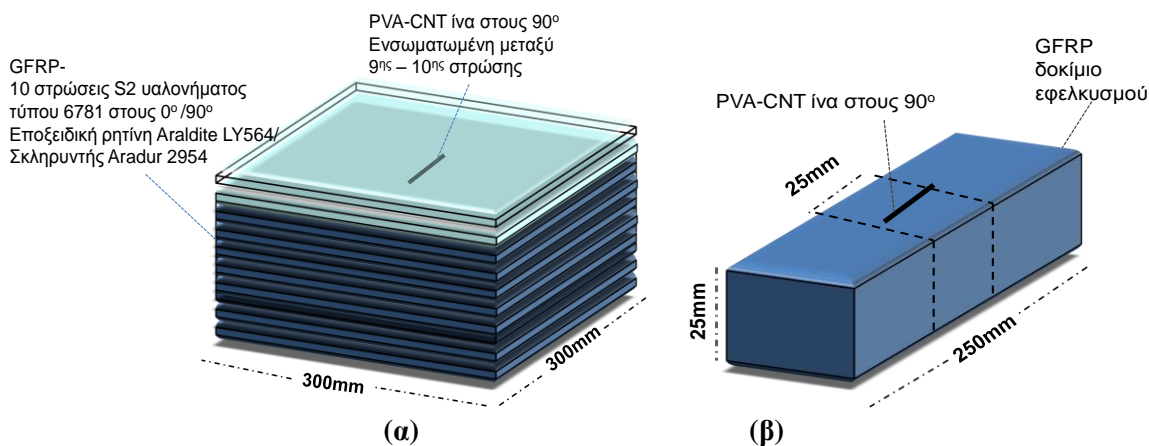 PVA-CNT ίνα στους 90º
Ενσωματωμένη μεταξύ
9ης – 10ης στρώσης
GFRP-
10 στρώσεις S2 υαλονήματος
τύπου 6781 στους 0º /90º
Εποξειδική ρητίνη Araldite LY564/
Σκληρυντής Aradur 2954
300mm
300mm
(α)
GFRP
δοκίμιο
εφελκυσμού
PVA-CNT ίνα στους 90º
25mm
25mm
250mm
(β)